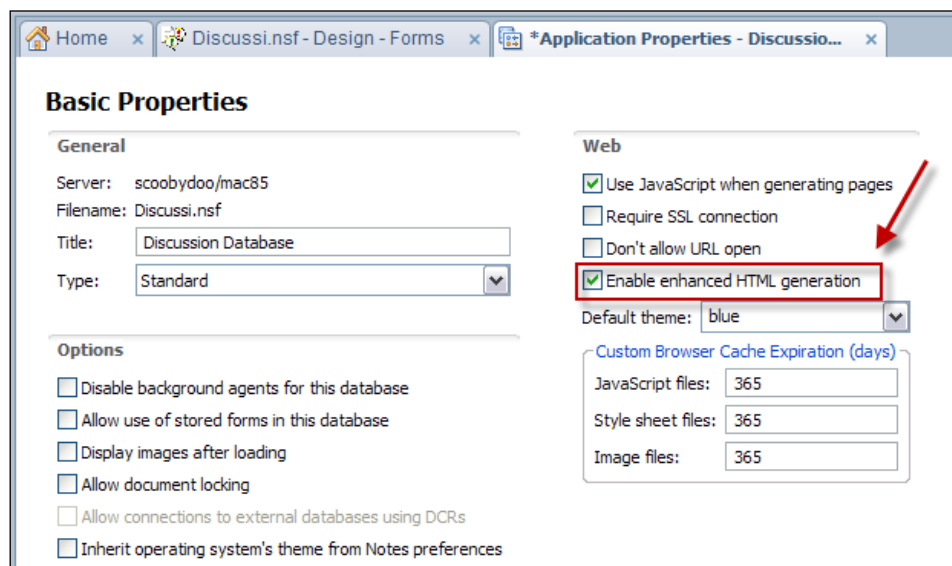 Home
Discussi.nsf - Design - Forms
*Application Properties - Discussio...
Basic Properties
General
Server: scoobydoo/mac85
Filename: Discussi.nsf
Title: Discussion Database
Type: Standard
Options
Disable background agents for this database
Allow use of stored forms in this database
Display images after loading
Allow document locking
Allow connections to external databases using DCRs
Inherit operating system's theme from Notes preferences
Web
Use JavaScript when generating pages
Require SSL connection
Don't allow URL open
Enable enhanced HTML generation
Default theme: blue
Custom Browser Cache Expiration (days)
JavaScript files: 365
Style sheet files: 365
Image files: 365